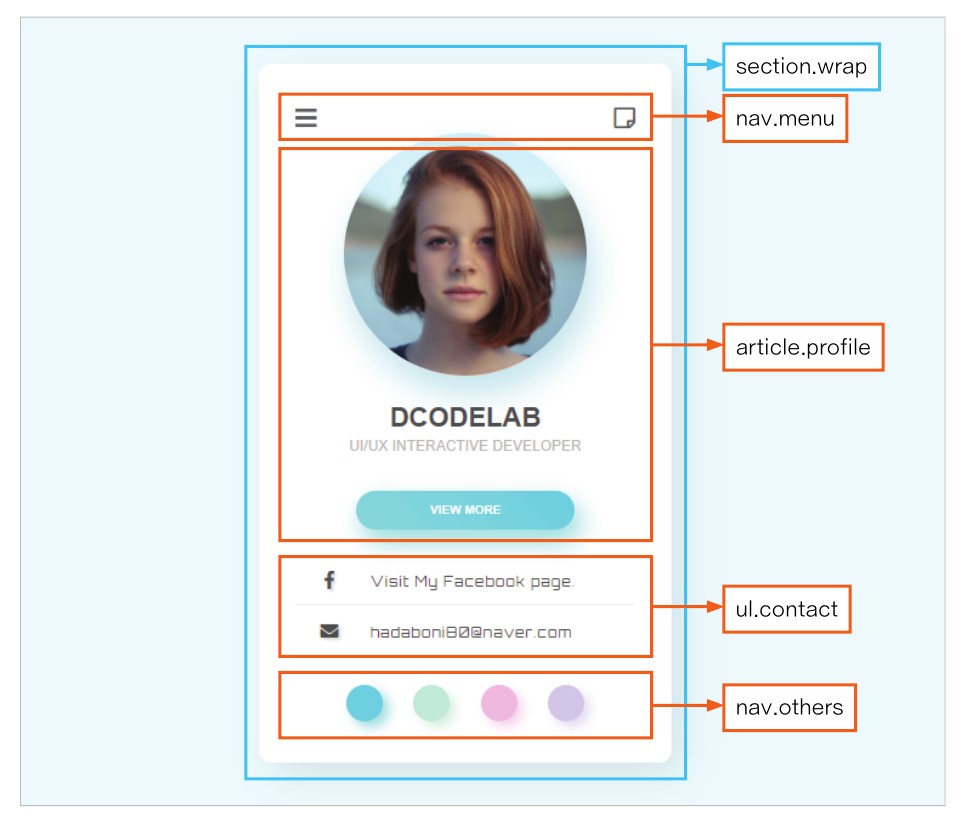 section.wrap
nav.menu
article.profile
DCODELAB
UI/UX INTERACTIVE DEVELOPER
VIEW MORE
Visit My Facebook page.
hadaboni80@naver.com
ul.contact
nav.others